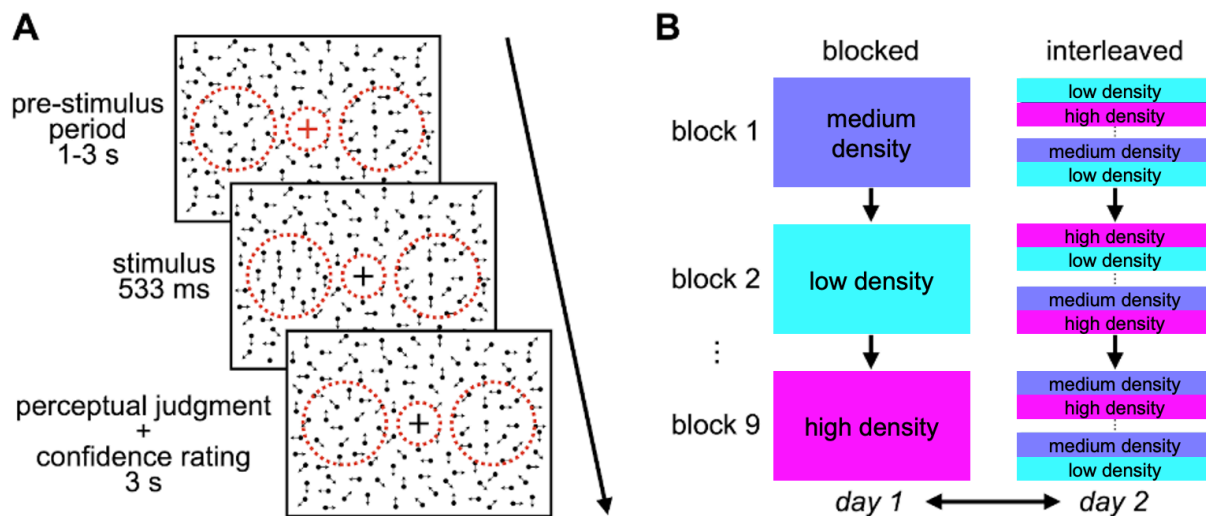 A
pre-stimulus
period
1-3 s
stimulus
533 ms
perceptual judgment
+
confidence rating
3 s
B
blocked
interleaved
block 1
medium
density
low density
high density
medium density
low density
block 2
low density
high density
low density
medium density
high density
block 9
high density
medium density
high density
medium density
low density
day 1
day 2